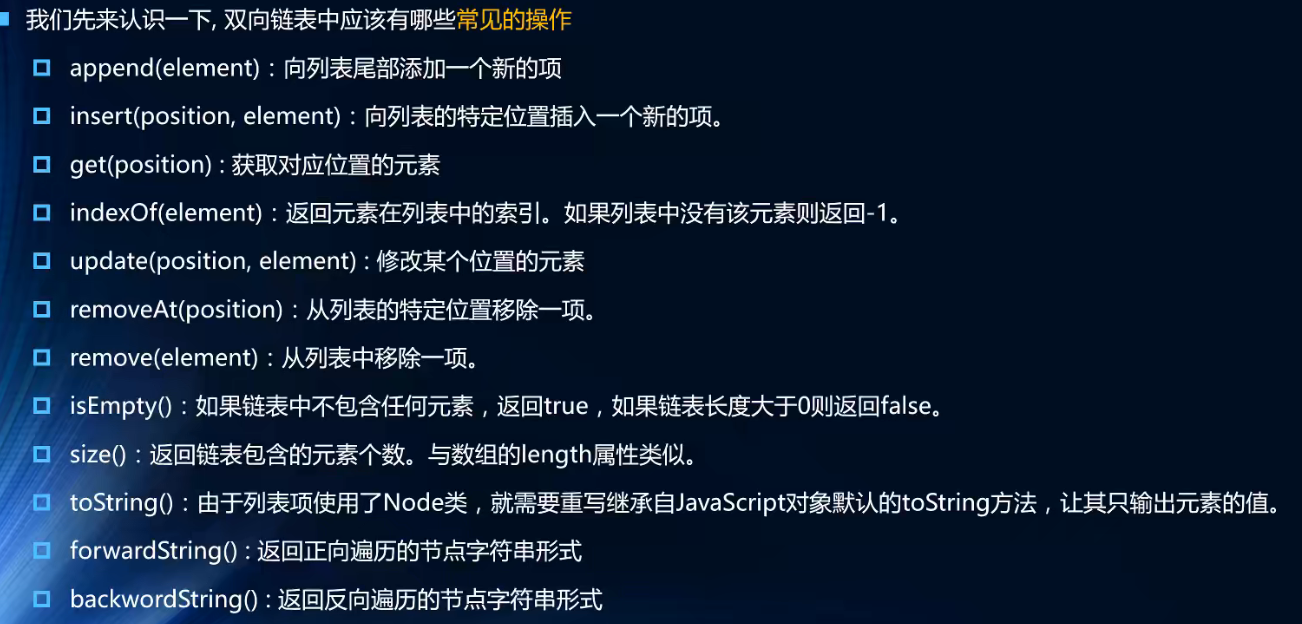 我们先来认识一下, 双向链表中应该有哪些常见的操作
append(element)：向列表尾部添加一个新的项
insert(position, element)：向列表的特定位置插入一个新的项。
get(position) : 获取对应位置的元素
indexOf(element)：返回元素在列表中的索引。如果列表中没有该元素则返回-1。
update(position, element) : 修改某个位置的元素
removeAt(position)：从列表的特定位置移除一项。
remove(element)：从列表中移除一项。
isEmpty()：如果链表中不包含任何元素，返回true，如果链表长度大于0则返回false。
size()：返回链表包含的元素个数。与数组的length属性类似。
toString()：由于列表项使用了Node类，就需要重写继承自JavaScript对象默认的toString方法，让其只输出元素的值。
forwardString() : 返回正向遍历的节点字符串形式
backwordString() : 返回反向遍历的节点字符串形式